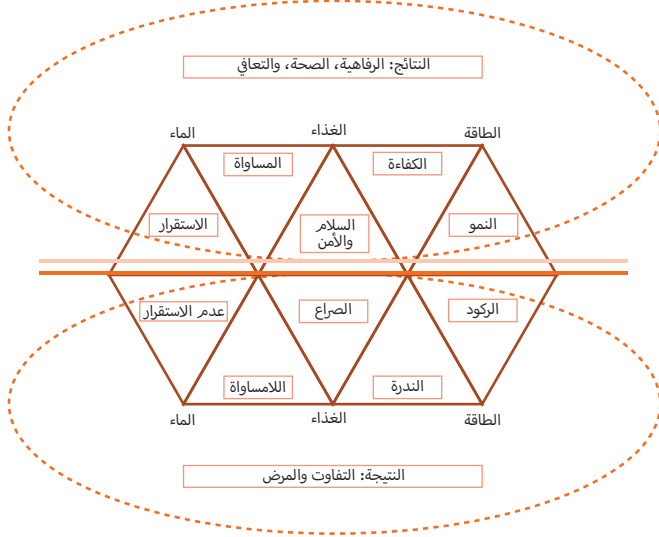 النتائج: الرفاهية، الصحة، والتعافي
الطاقة
الغذاء
الماء
الكفاءة
المساواة
النمو
السلام
والأمن
الاستقرار
الركود
الصراع
عدم الاستقرار
الندرة
اللامساواة
الطاقة
الغذاء
الماء
النتيجة: التفاوت والمرض